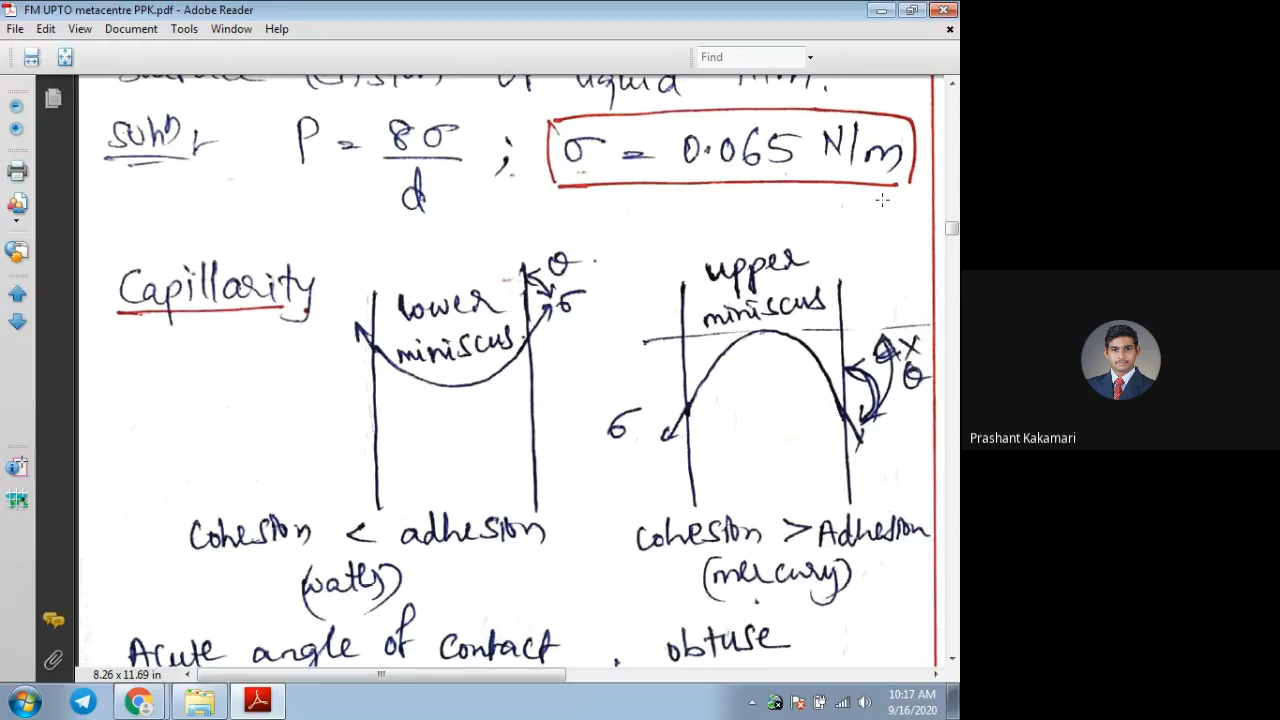 FM UPTO metacentre PPK.pdf - Adobe Reader
File Edit View Document Tools Window Help
Find
of liquid
P = 8σ/d ; σ = 0.065 N/m
Capillarity
lower
miniscus
θ
σ
upper
miniscus
θ X
θ
σ
Cohesion < adhesion
(water)
cohesion > Adhesion
(mercury)
Acute angle of contact , obtuse
Prashant Kakamari
8.26 x 11.69 in
10:17 AM
9/16/2020